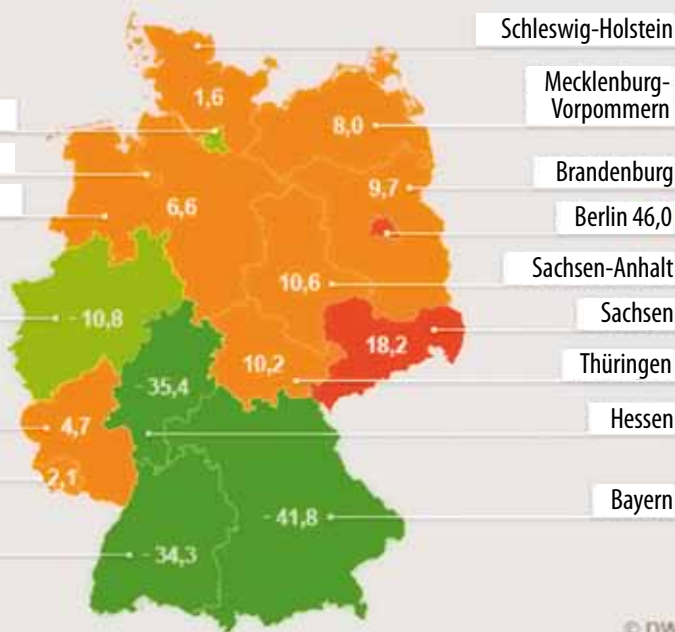 Schleswig-Holstein
1,6
Mecklenburg-
Vorpommern
8,0
Brandenburg
9,7
6,6
Berlin 46,0
Sachsen-Anhalt
10,6
Sachsen
- 10,8
18,2
Thüringen
10,2
- 35,4
Hessen
4,7
2,1
Bayern
- 41,8
- 34,3
© DW